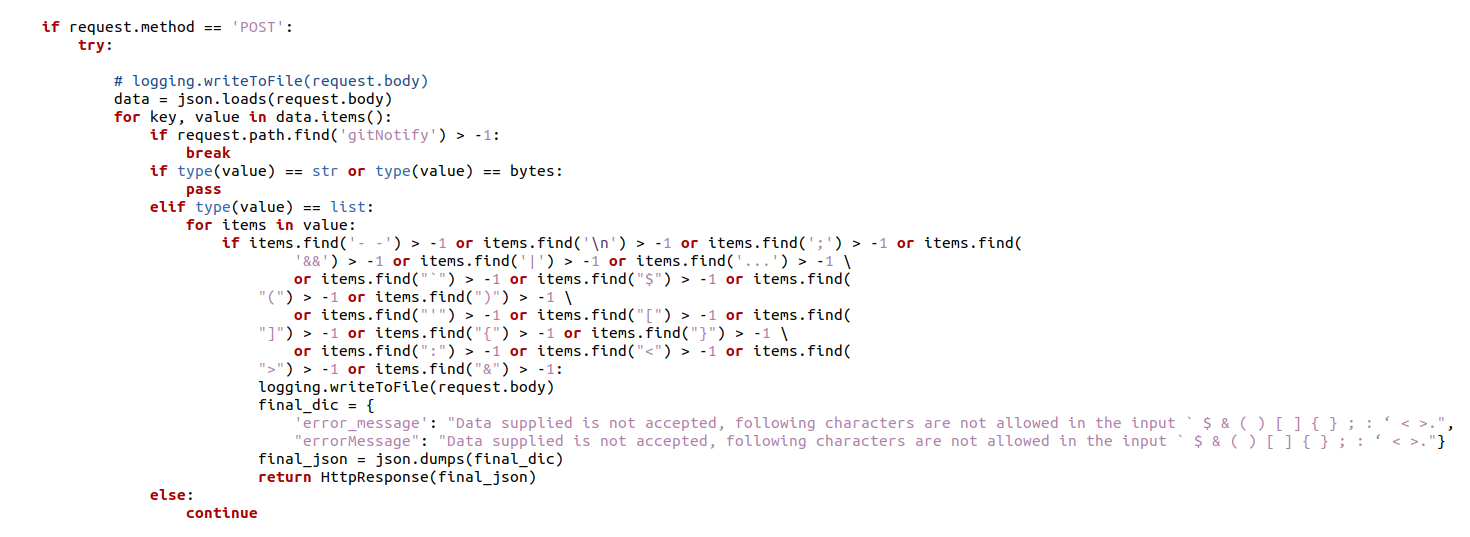 if request.method == 'POST':
    try:

        # logging.writeToFile(request.body)
        data = json.loads(request.body)
        for key, value in data.items():
            if request.path.find('gitNotify') > -1:
                break
            if type(value) == str or type(value) == bytes:
                pass
            elif type(value) == list:
                for items in value:
                    if items.find('- -') > -1 or items.find('\n') > -1 or items.find(';') > -1 or items.find(
                            '&&') > -1 or items.find('|') > -1 or items.find('...') > -1 \
                            or items.find("`") > -1 or items.find("$") > -1 or items.find(
                        "(") > -1 or items.find(")") > -1 \
                            or items.find("'") > -1 or items.find("[") > -1 or items.find(
                        "]") > -1 or items.find("{") > -1 or items.find("}") > -1 \
                            or items.find(":") > -1 or items.find("<") > -1 or items.find(
                        ">") > -1 or items.find("&") > -1:
                        logging.writeToFile(request.body)
                        final_dic = {
                            'error_message': "Data supplied is not accepted, following characters are not allowed in the input ` $ & ( ) [ ] { } ; : ‘ < >.",
                            "errorMessage": "Data supplied is not accepted, following characters are not allowed in the input ` $ & ( ) [ ] { } ; : ‘ < >."}
                        final_json = json.dumps(final_dic)
                        return HttpResponse(final_json)
            else:
                continue